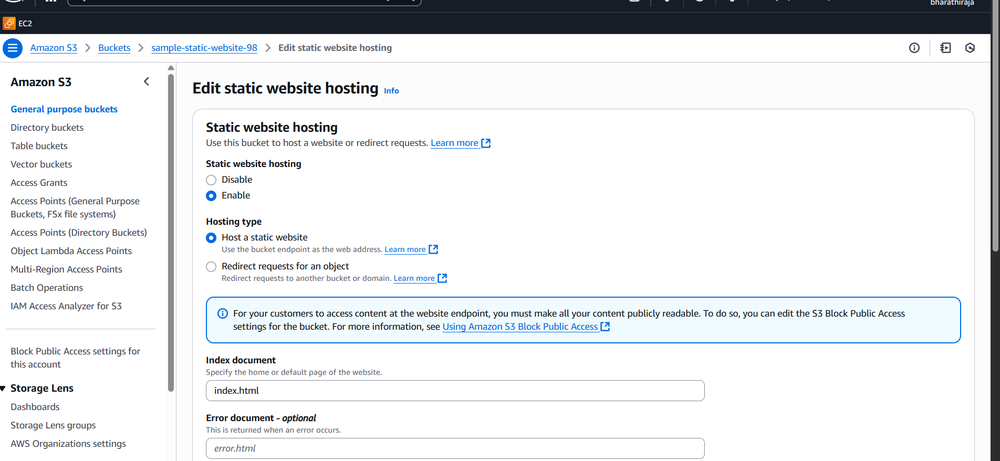 bharathiraja
EC2
Amazon S3 > Buckets > sample-static-website-98 > Edit static website hosting
Amazon S3
General purpose buckets
Directory buckets
Table buckets
Vector buckets
Access Grants
Access Points (General Purpose
Buckets, FSx file systems)
Access Points (Directory Buckets)
Object Lambda Access Points
Multi-Region Access Points
Batch Operations
IAM Access Analyzer for S3
Block Public Access settings for
this account
Storage Lens
Dashboards
Storage Lens groups
AWS Organizations settings
Edit static website hosting Info
Static website hosting
Use this bucket to host a website or redirect requests. Learn more
Static website hosting
Disable
Enable
Hosting type
Host a static website
Use the bucket endpoint as the web address. Learn more
Redirect requests for an object
Redirect requests to another bucket or domain. Learn more
For your customers to access content at the website endpoint, you must make all your content publicly readable. To do so, you can edit the S3 Block Public Access
settings for the bucket. For more information, see Using Amazon S3 Block Public Access
Index document
Specify the home or default page of the website.
index.html
Error document - optional
This is returned when an error occurs.
error.html